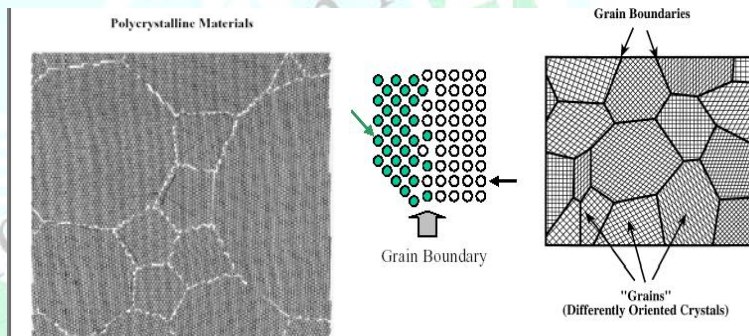 Polycrystalline Materials
Grain Boundary
Grain Boundaries
"Grains"
(Differently Oriented Crystals)